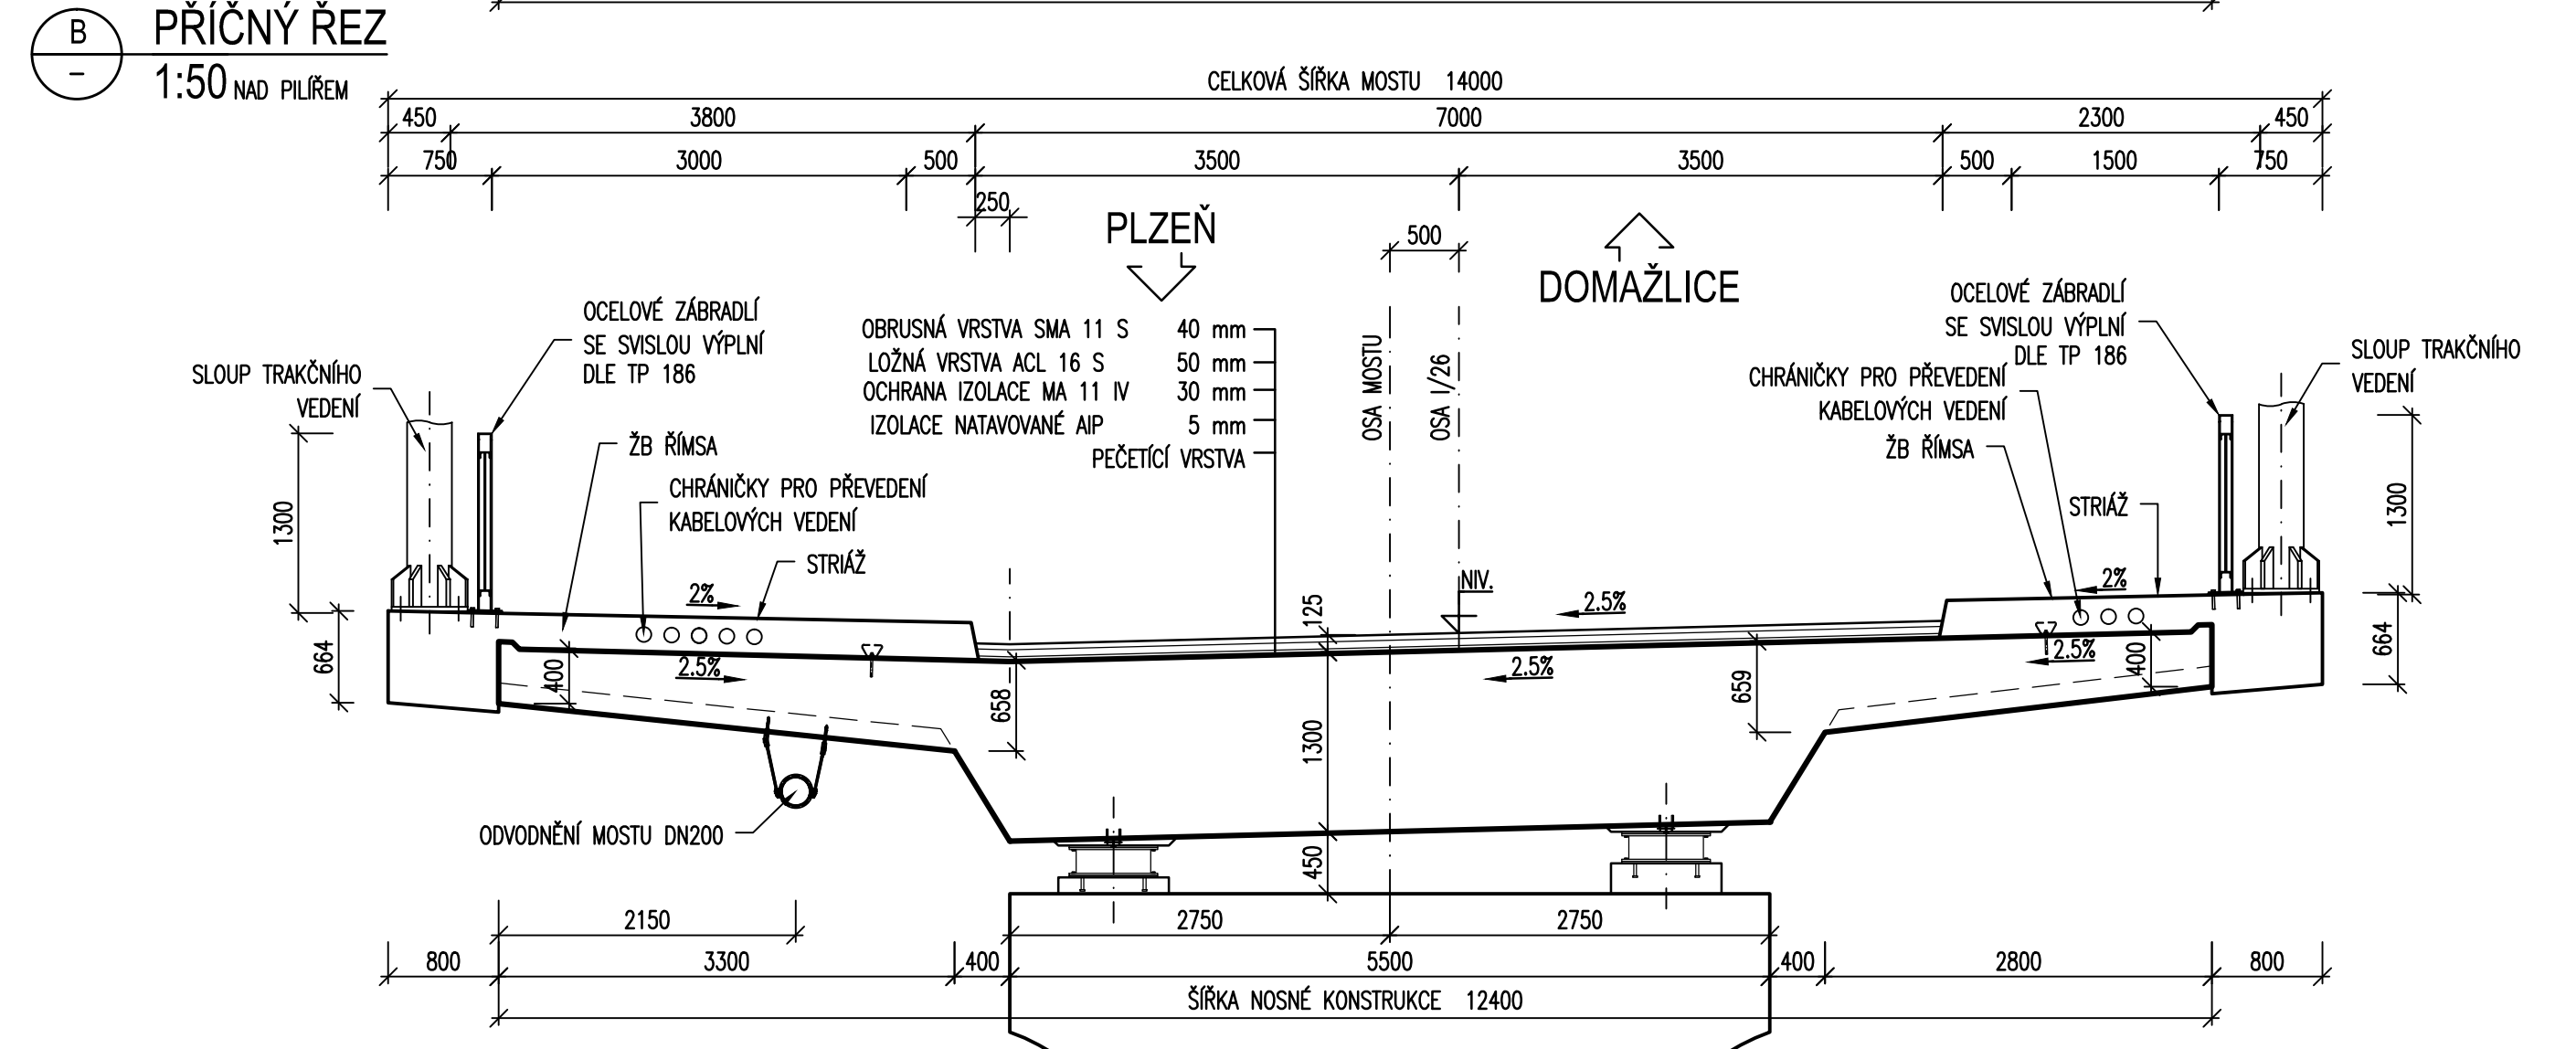 B
PŘÍČNÝ ŘEZ
–
1:50 NAD PILÍŘEM
CELKOVÁ ŠÍŘKA MOSTU 14000
450 3800 7000 2300 450
750 3000 500 3500 3500 500 1500 750
250
PLZEŇ
500
DOMAŽLICE
OCELOVÉ ZÁBRADLÍ
SE SVISLOU VÝPLNÍ
DLE TP 186
SLOUP TRAKČNÍHO
VEDENÍ
ŽB ŘÍMSA
CHRÁNIČKY PRO PŘEVEDENÍ
KABELOVÝCH VEDENÍ
STRIÁŽ
OBRUSNÁ VRSTVA SMA 11 S 40 mm
LOŽNÁ VRSTVA ACL 16 S 50 mm
OCHRANA IZOLACE MA 11 IV 30 mm
IZOLACE NATAVOVANÉ AIP 5 mm
PEČETÍCÍ VRSTVA
OSA MOSTU
OSA I/26
OCELOVÉ ZÁBRADLÍ
SE SVISLOU VÝPLNÍ
DLE TP 186
SLOUP TRAKČNÍHO
VEDENÍ
CHRÁNIČKY PRO PŘEVEDENÍ
KABELOVÝCH VEDENÍ
ŽB ŘÍMSA
STRIÁŽ
1300
664
2%
400
2.5%
658
125
NIV.
2.5%
2.5%
1300
450
659
2%
2.5%
400
1300
664
ODVODNĚNÍ MOSTU DN200
2150 2750 2750
800 3300 400 5500 400 2800 800
ŠÍŘKA NOSNÉ KONSTRUKCE 12400